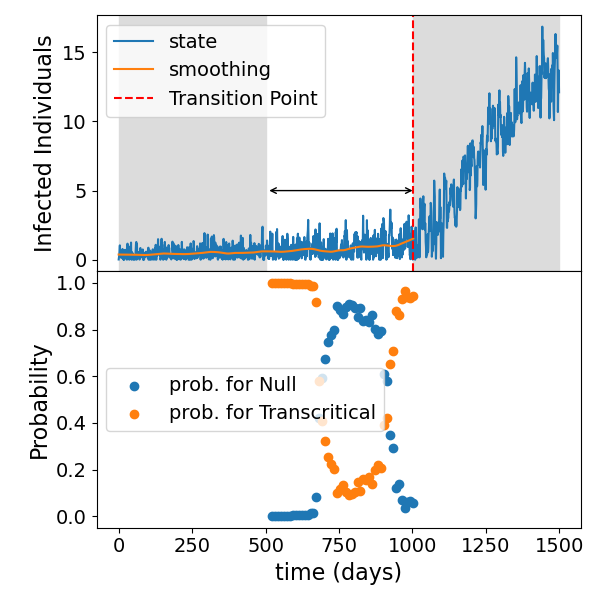 Infected Individuals
15
10
5
0
state
smoothing
Transition Point
Probability
1.0
0.8
0.6
0.4
0.2
0.0
prob. for Null
prob. for Transcritical
0 250 500 750 1000 1250 1500
time (days)